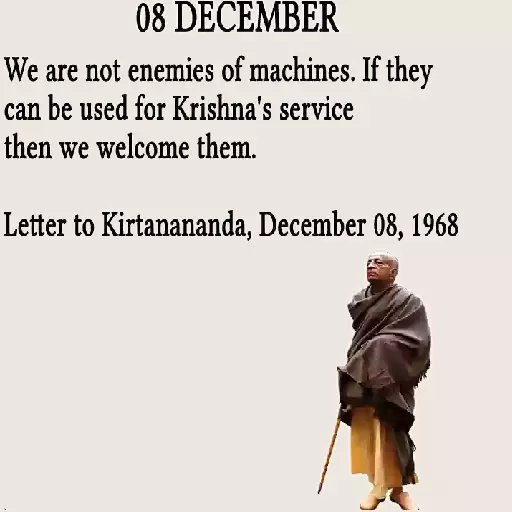 08 DECEMBER
We are not enemies of machines. If they
can be used for Krishna's service
then we welcome them.
Letter to Kirtanananda, December 08, 1968